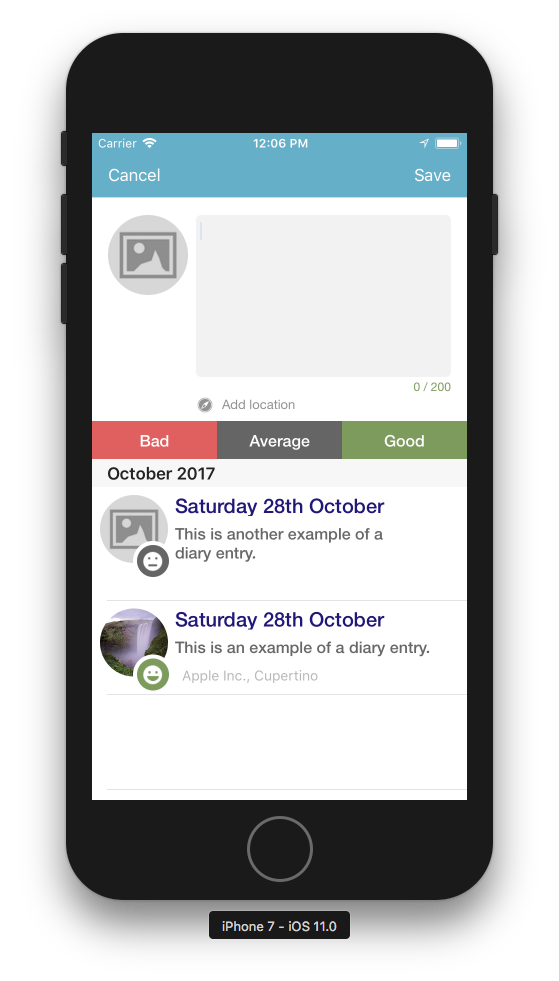 Carrier 12:06 PM
Cancel Save
0 / 200
Add location
Bad Average Good
October 2017
Saturday 28th October
This is another example of a
diary entry.
Saturday 28th October
This is an example of a diary entry.
Apple Inc., Cupertino
iPhone 7 - iOS 11.0